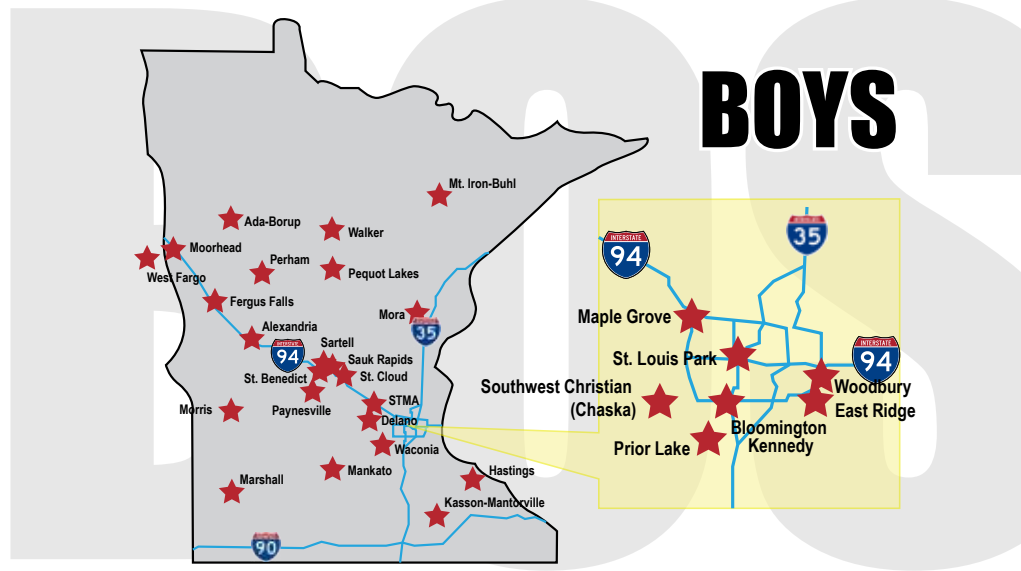 BOYS
Mt. Iron-Buhl
Ada-Borup
Walker
Moorhead
Perham
Pequot Lakes
West Fargo
Fergus Falls
Mora
35
Alexandria
INTERSTATE
94
Sartell
Sauk Rapids
St. Benedict
St. Cloud
Morris
Paynesville
STMA
Delano
Waconia
Mankato
Marshall
Hastings
Kasson-Mantorville
90
INTERSTATE
94
35
Maple Grove
St. Louis Park
INTERSTATE
94
Southwest Christian
(Chaska)
Woodbury
East Ridge
Bloomington
Kennedy
Prior Lake